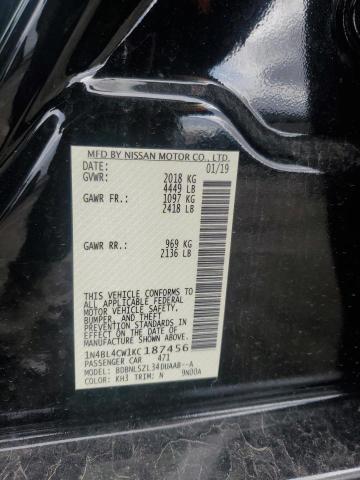 MFD BY NISSAN MOTOR CO., LTD.
DATE: 01/19
GVWR: 2018 KG
4449 LB
GAWR FR: 1097 KG
2418 LB
GAWR RR: 969 KG
2136 LB
THIS VEHICLE CONFORMS TO
ALL APPLICABLE FEDERAL
MOTOR VEHICLE SAFETY,
BUMPER, AND THEFT
PREVENTION STANDARDS IN
EFFECT ON THE DATE OF
MANUFACTURE SHOWN ABOVE.
1N4BL4CW1KC187456
PASSENGER CAR 471
MODEL: BDBNLSZL34DUAAB--A
COLOR: KH3 TRIM: N 9N00A